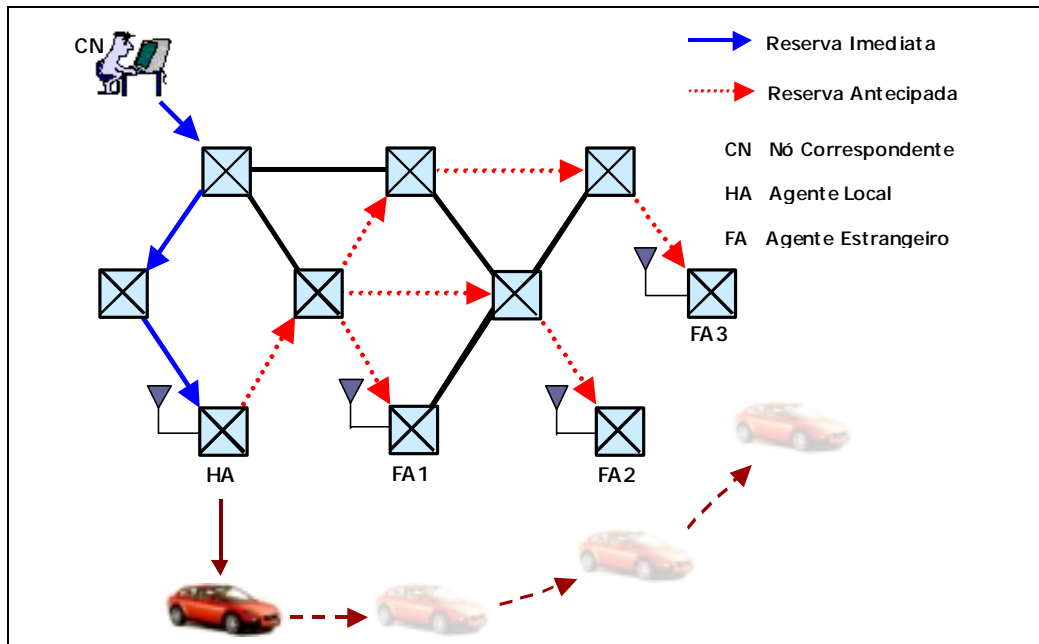 CN
Reserva Imediata
Reserva Antecipada
CN Nó Correspondente
HA Agente Local
FA Agente Estrangeiro
FA3
HA
FA1
FA2